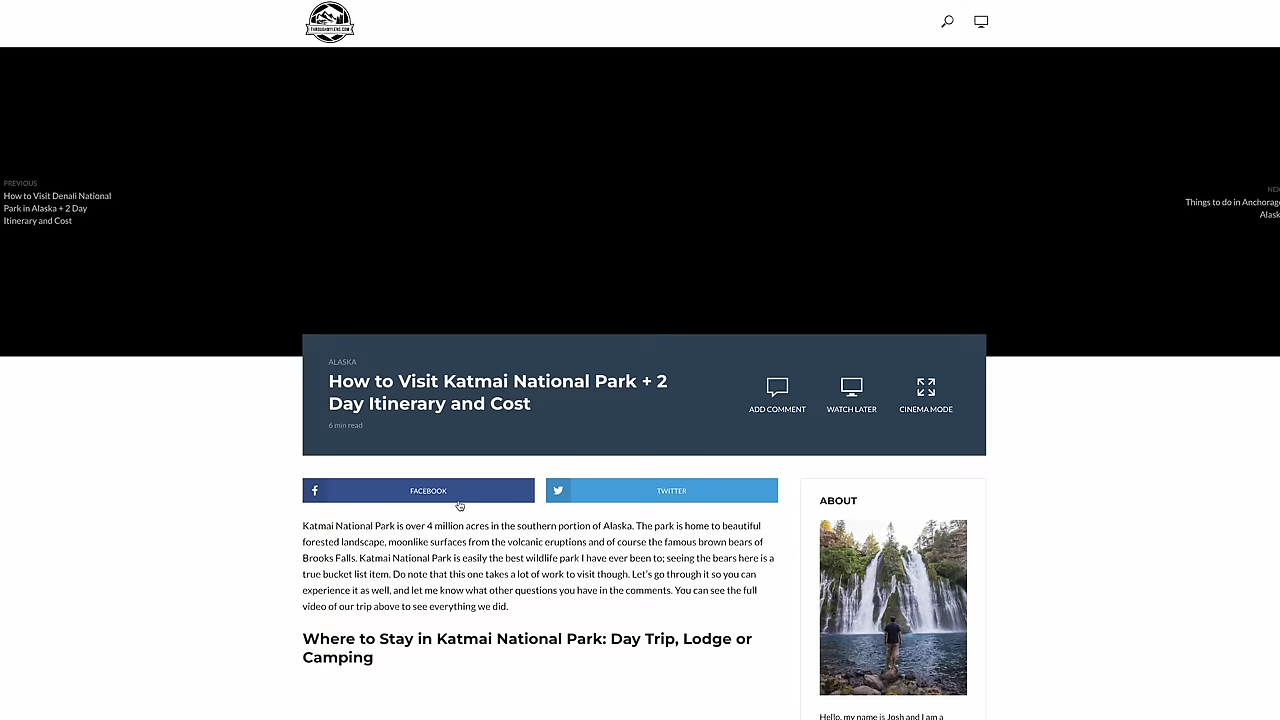 THROUGHMYLENS.COM
PREVIOUS
How to Visit Denali National
Park in Alaska + 2 Day
Itinerary and Cost
Things to do in
ALASKA
How to Visit Katmai National Park + 2
Day Itinerary and Cost
6 min read
ADD COMMENT
WATCH LATER
CINEMA MODE
FACEBOOK
TWITTER
Katmai National Park is over 4 million acres in the southern portion of Alaska. The park is home to beautiful
forested landscape, moonlike surfaces from the volcanic eruptions and of course the famous brown bears of
Brooks Falls. Katmai National Park is easily the best wildlife park I have ever been to; seeing the bears here is a
true bucket list item. Do note that this one takes a lot of work to visit though. Let's go through it so you can
experience it as well, and let me know what other questions you have in the comments. You can see the full
video of our trip above to see everything we did.
Where to Stay in Katmai National Park: Day Trip, Lodge or
Camping
ABOUT
Hello, my name is Josh and I am a